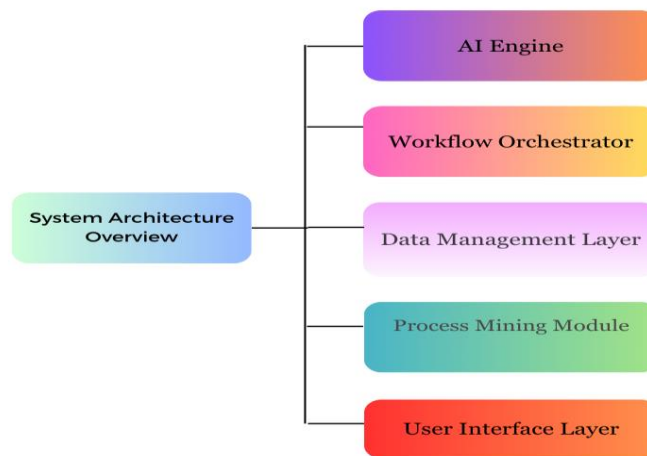 AI Engine
Workflow Orchestrator
System Architecture
Overview
Data Management Layer
Process Mining Module
User Interface Layer